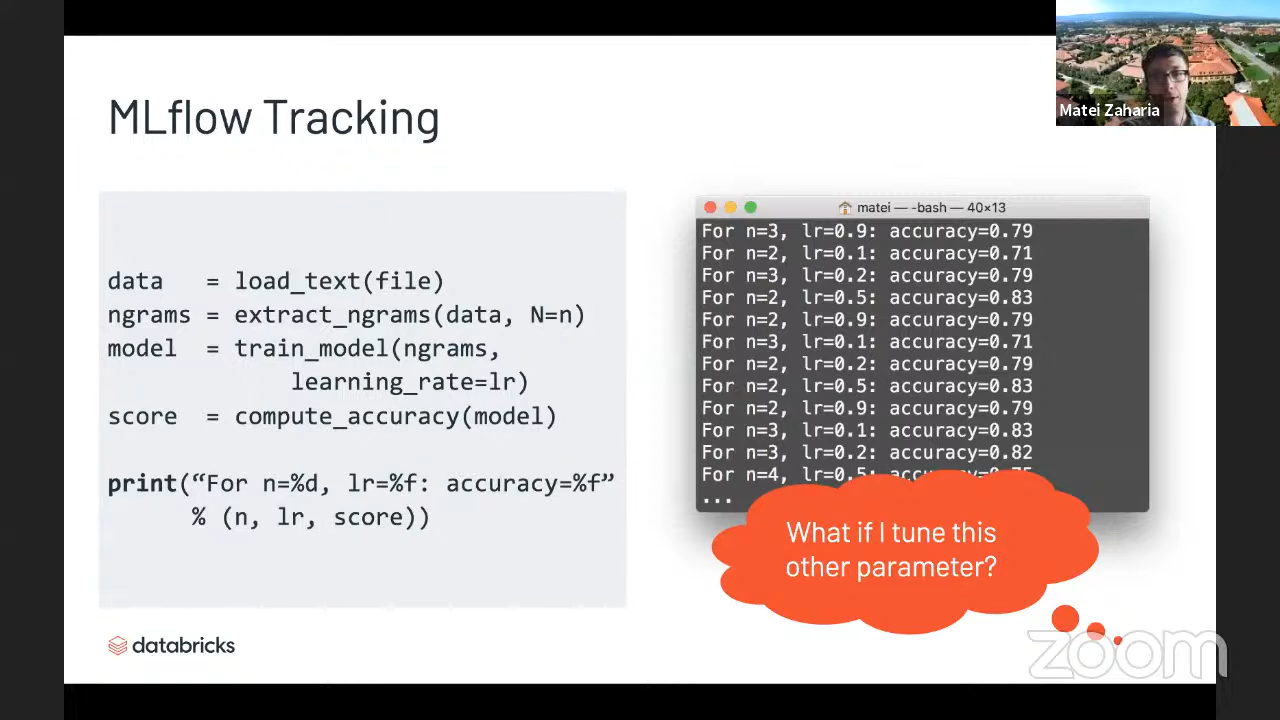 MLflow Tracking
Matei Zaharia
data = load_text(file)
ngrams = extract_ngrams(data, N=n)
model = train_model(ngrams,
learning_rate=lr)
score = compute_accuracy(model)
print(“For n=%d, lr=%f: accuracy=%f”
% (n, lr, score))
matei — -bash — 40×13
For n=3, lr=0.9: accuracy=0.79
For n=2, lr=0.1: accuracy=0.71
For n=3, lr=0.2: accuracy=0.79
For n=2, lr=0.5: accuracy=0.83
For n=2, lr=0.9: accuracy=0.79
For n=3, lr=0.1: accuracy=0.71
For n=2, lr=0.2: accuracy=0.79
For n=2, lr=0.5: accuracy=0.83
For n=2, lr=0.9: accuracy=0.79
For n=3, lr=0.1: accuracy=0.83
For n=3, lr=0.2: accuracy=0.82
For n=4, lr=0.5: accuracy=0.75
...
What if I tune this
other parameter?
databricks
zoom